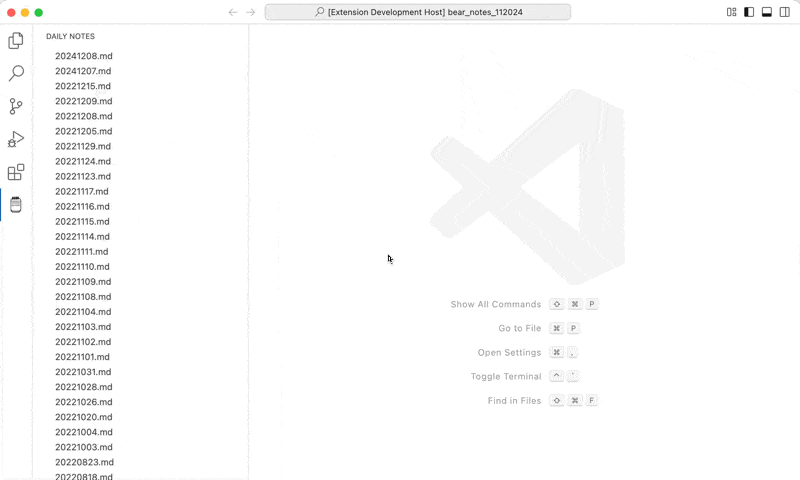 [Extension Development Host] bear_notes_112024
DAILY NOTES
20241208.md
20241207.md
20221215.md
20221209.md
20221208.md
20221205.md
20221129.md
20221124.md
20221123.md
20221117.md
20221116.md
20221115.md
20221114.md
20221111.md
20221110.md
20221109.md
20221108.md
20221104.md
20221103.md
20221102.md
20221101.md
20221031.md
20221028.md
20221026.md
20221020.md
20221004.md
20221003.md
20220823.md
20220818.md
Show All Commands ⇧ ⌘ P
Go to File ⌘ P
Open Settings ⌘ ,
Toggle Terminal ^ `
Find in Files ⇧ ⌘ F